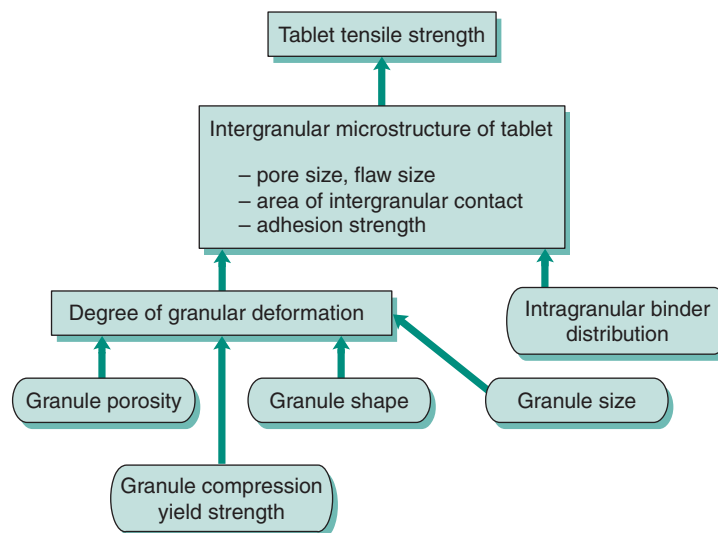 Tablet tensile strength
Intergranular microstructure of tablet
– pore size, flaw size
– area of intergranular contact
– adhesion strength
Degree of granular deformation
Intragranular binder
distribution
Granule porosity
Granule shape
Granule size
Granule compression
yield strength